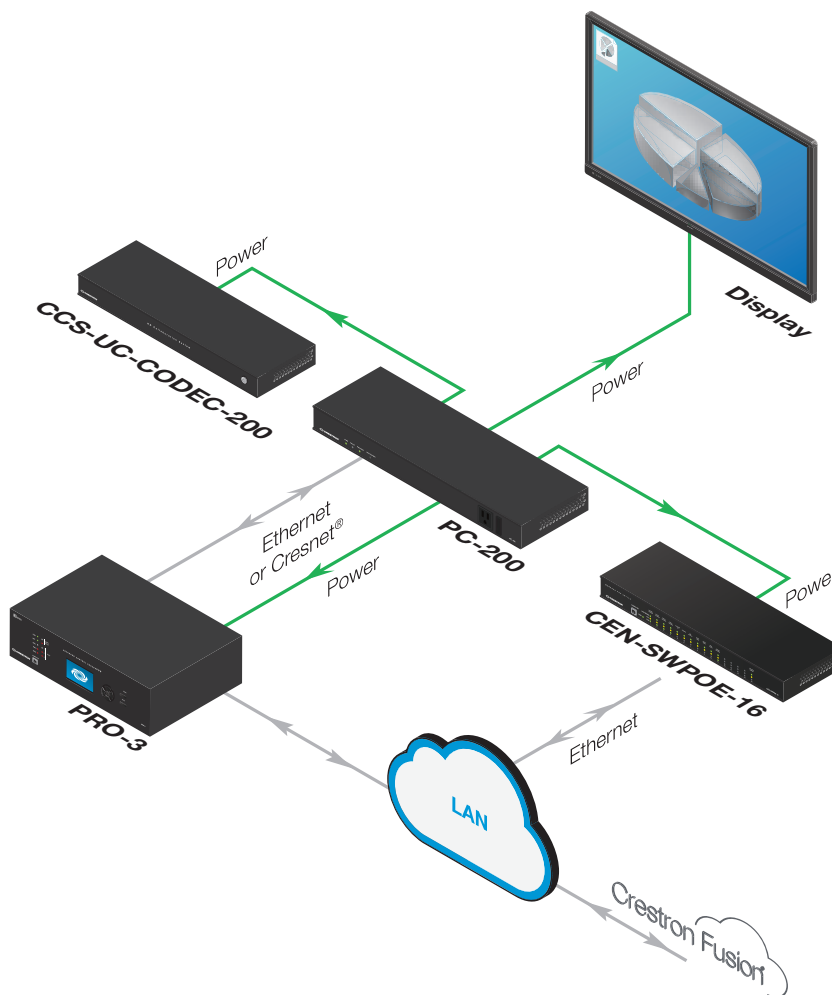 Display
Power
CCS-UC-CODEC-200
Power
PC-200
Ethernet
or Cresnet®
Power
Power
CEN-SWPOE-16
PRO-3
Ethernet
LAN
Crestron Fusion